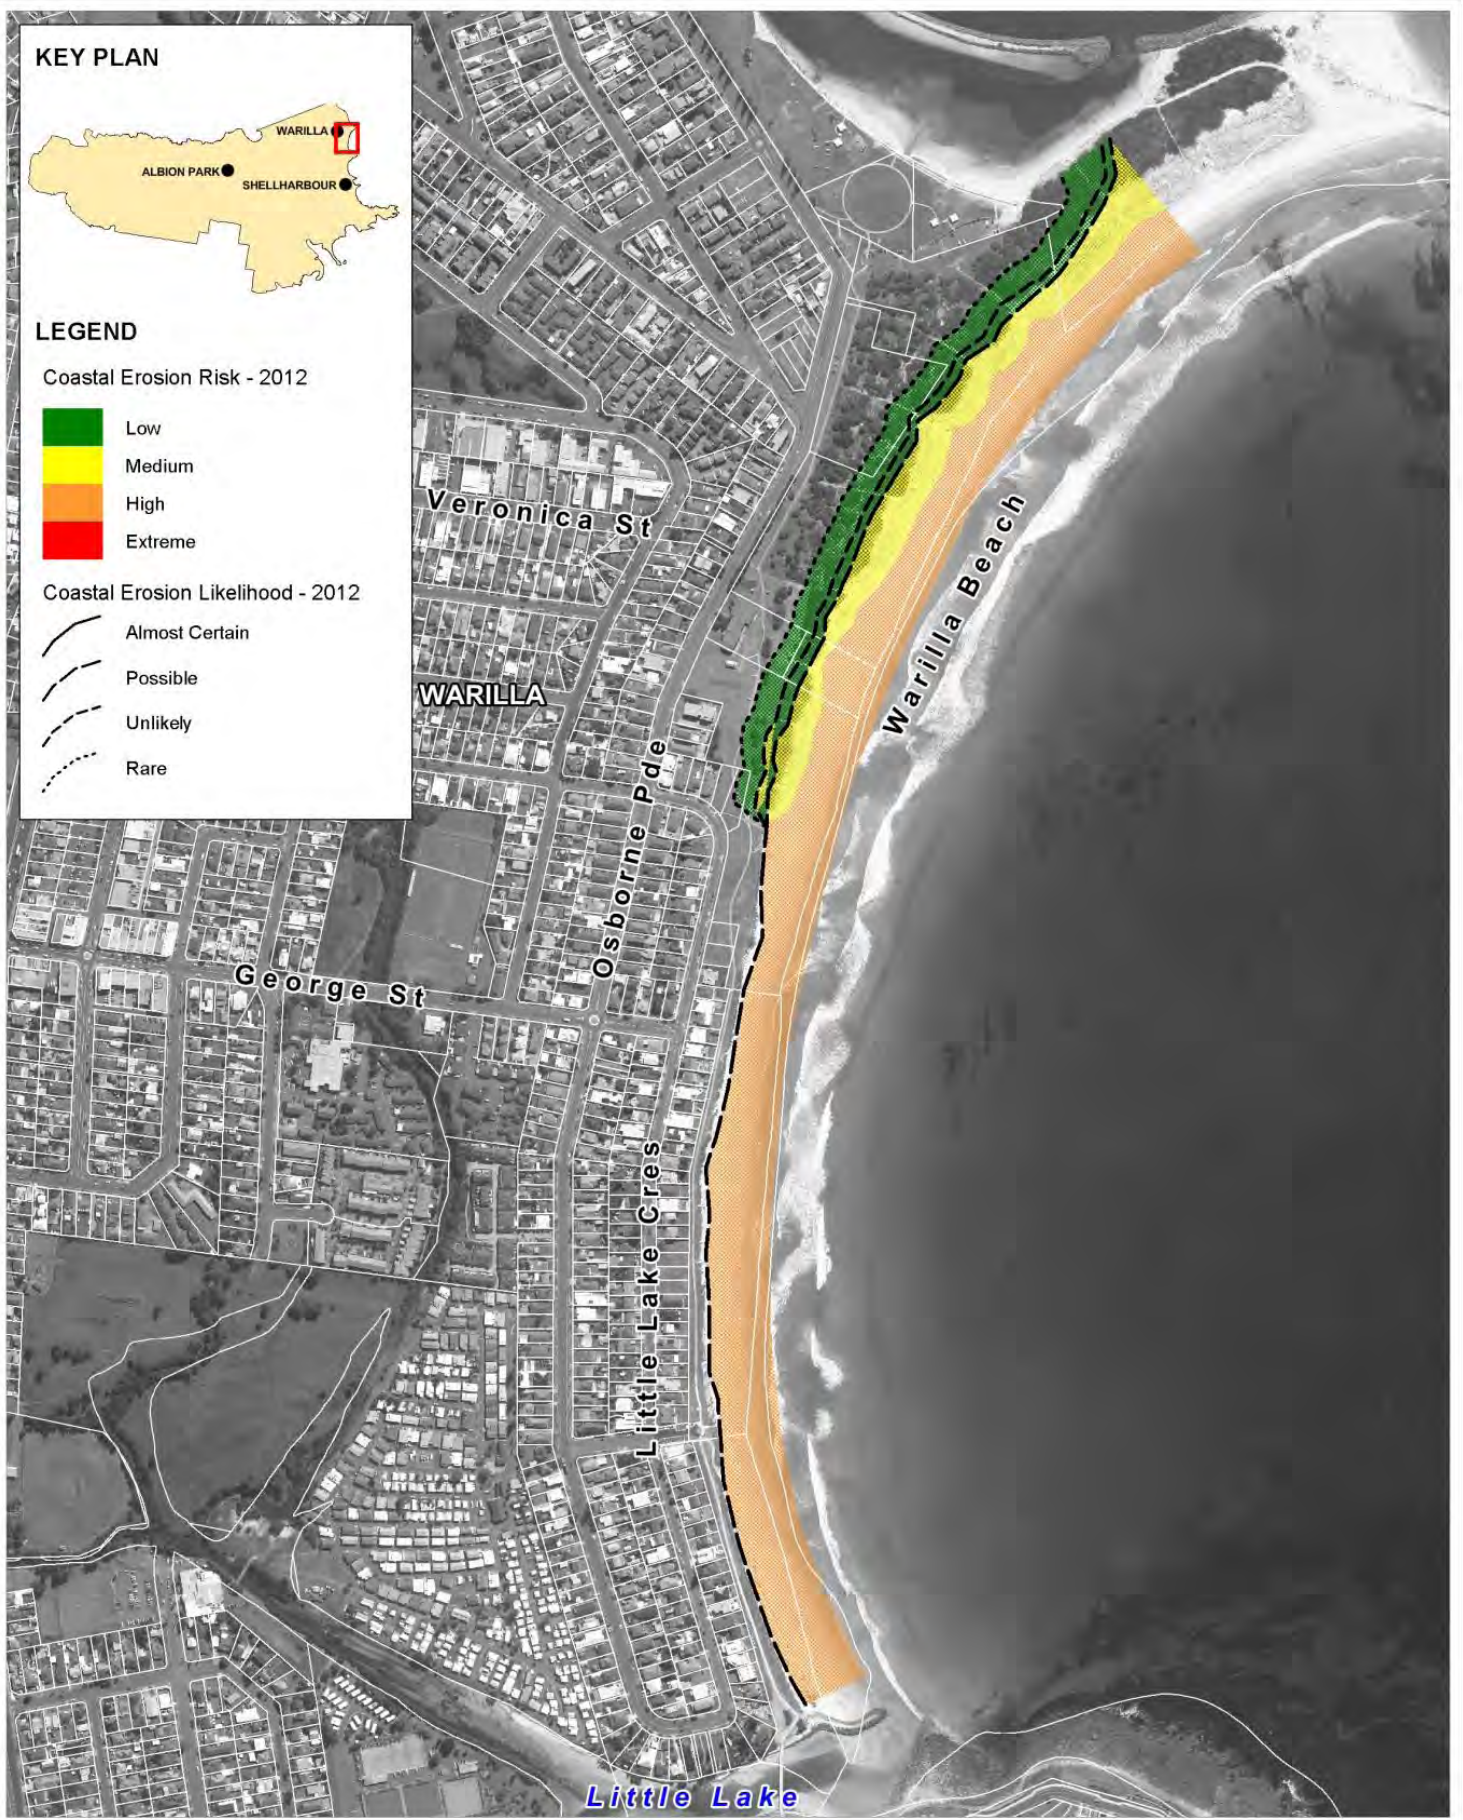 KEY PLAN
WARILLA
ALBION PARK
SHELLHARBOUR
LEGEND
Coastal Erosion Risk - 2012
Low
Medium
High
Extreme
Coastal Erosion Likelihood - 2012
Almost Certain
Possible
Unlikely
Rare
Veronica St
WARILLA
Warilla Beach
Osborne Pde
George St
Little Lake Cres
Little Lake